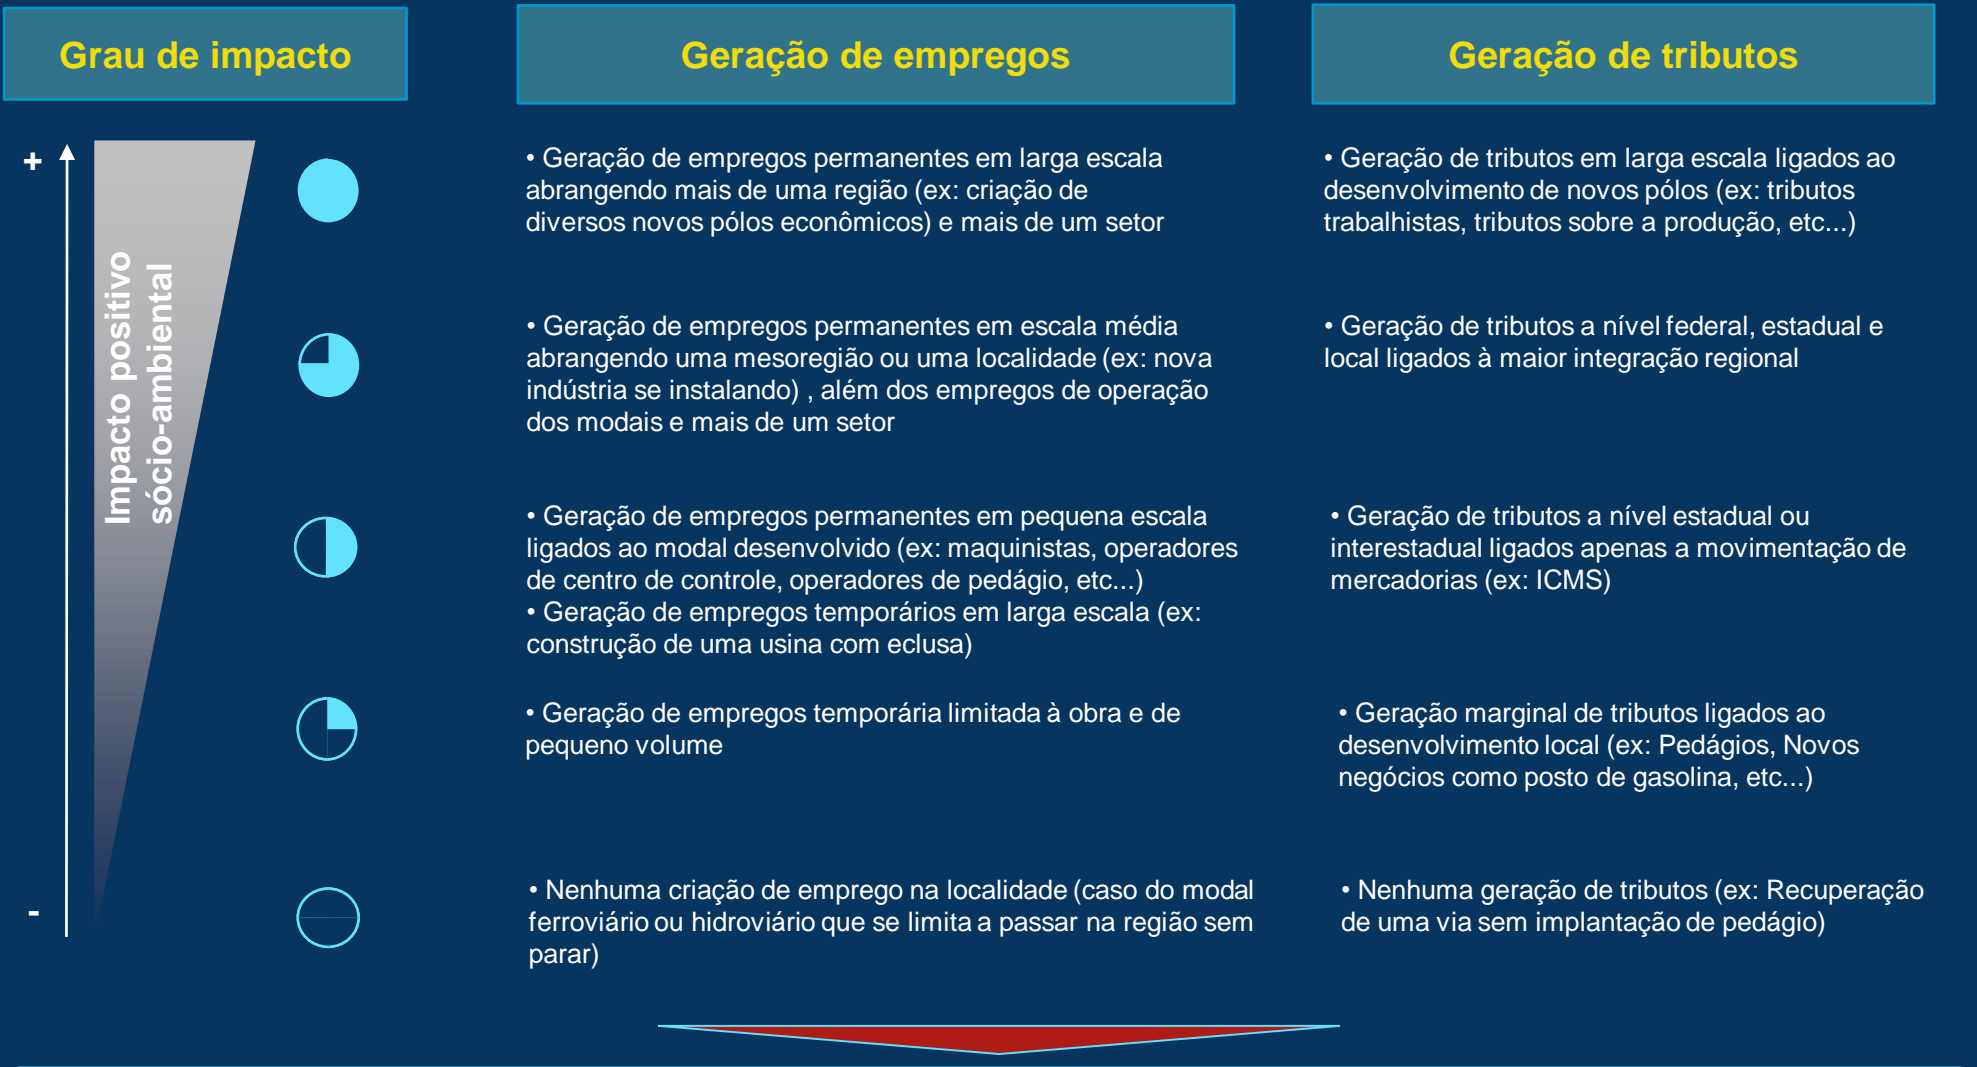 Grau de impacto
Geração de empregos
Geração de tributos
+
-
Impacto positivo
sócio-ambiental
• Geração de empregos permanentes em larga escala
abrangendo mais de uma região (ex: criação de
diversos novos pólos econômicos) e mais de um setor
• Geração de tributos em larga escala ligados ao
desenvolvimento de novos pólos (ex: tributos
trabalhistas, tributos sobre a produção, etc...)
• Geração de empregos permanentes em escala média
abrangendo uma mesoregião ou uma localidade (ex: nova
indústria se instalando) , além dos empregos de operação
dos modais e mais de um setor
• Geração de tributos a nível federal, estadual e
local ligados à maior integração regional
• Geração de empregos permanentes em pequena escala
ligados ao modal desenvolvido (ex: maquinistas, operadores
de centro de controle, operadores de pedágio, etc...)
• Geração de empregos temporários em larga escala (ex:
construção de uma usina com eclusa)
• Geração de tributos a nível estadual ou
interestadual ligados apenas a movimentação de
mercadorias (ex: ICMS)
• Geração de empregos temporária limitada à obra e de
pequeno volume
• Geração marginal de tributos ligados ao
desenvolvimento local (ex: Pedágios, Novos
negócios como posto de gasolina, etc...)
• Nenhuma criação de emprego na localidade (caso do modal
ferroviário ou hidroviário que se limita a passar na região sem
parar)
• Nenhuma geração de tributos (ex: Recuperação
de uma via sem implantação de pedágio)